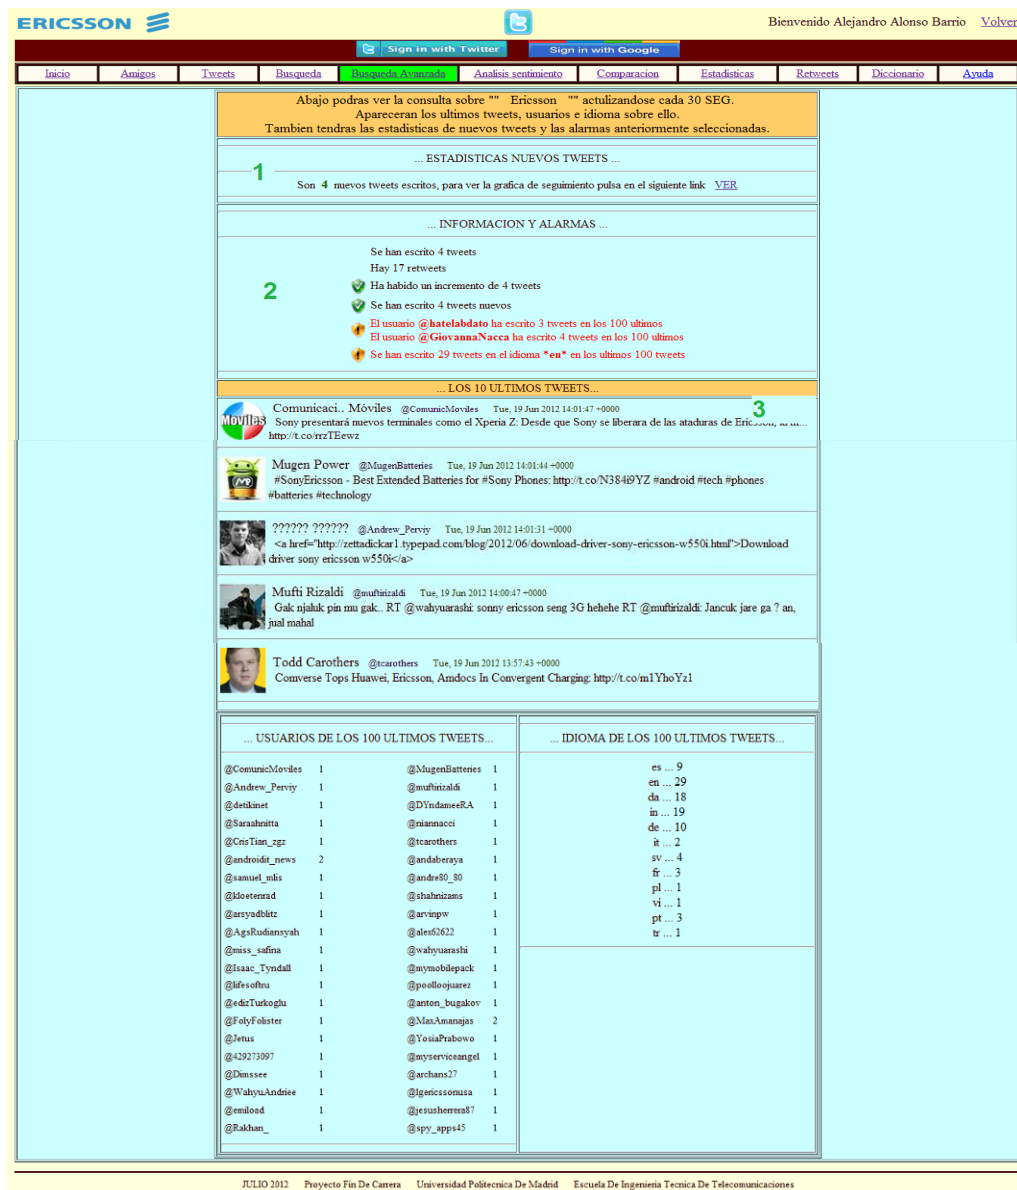 ERICSSON
Bienvenido Alejandro Alonso Barrio Volver
Sign in with Twitter Sign in with Google
Inicio Amigos Tweets Busqueda Busqueda Avanzada Analisis sentimiento Comparacion Estadisticas Retweets Diccionario Ayuda
Abajo podras ver la consulta sobre "" Ericsson "" actulizandose cada 30 SEG.
Apareceran los ultimos tweets, usuarios e idioma sobre ello.
Tambien tendras las estadisticas de nuevos tweets y las alarmas anteriormente seleccionadas.
... ESTADISTICAS NUEVOS TWEETS ...
1
Son 4 nuevos tweets escritos, para ver la grafica de seguimiento pulsa en el siguiente link VER
... INFORMACION Y ALARMAS ...
Se han escrito 4 tweets
Hay 17 retweets
2
Ha habido un incremento de 4 tweets
Se han escrito 4 tweets nuevos
El usuario @hatelabdato ha escrito 3 tweets en los 100 ultimos
El usuario @GiovannaNacca ha escrito 4 tweets en los 100 ultimos
Se han escrito 29 tweets en el idioma *en* en los ultimos 100 tweets
... LOS 10 ULTIMOS TWEETS...
3
Móviles
Comunicaci.. Móviles @ComunicMoviles Tue, 19 Jun 2012 14:01:47 +0000
Sony presentará nuevos terminales como el Xperia Z: Desde que Sony se liberara de las ataduras de Ericsson, la m...
http://t.co/rrzTEewz
Mugen Power @MugenBatteries Tue, 19 Jun 2012 14:01:44 +0000
#SonyEricsson - Best Extended Batteries for #Sony Phones: http://t.co/N384i9YZ #android #tech #phones
#batteries #technology
?????? ?????? @Andrew_Perviy Tue, 19 Jun 2012 14:01:31 +0000
<a href="http://zettadickar1.typepad.com/blog/2012/06/download-driver-sony-ericsson-w550i.html">Download
driver sony ericsson w550i</a>
Mufti Rizaldi @muftirizaldi Tue, 19 Jun 2012 14:00:47 +0000
Gak njaluk pin mu gak.. RT @wahyuarashi: sonny ericsson seng 3G hehehe RT @muftirizaldi: Jancuk jare ga ? an,
jual mahal
Todd Carothers @tcarothers Tue, 19 Jun 2012 13:57:43 +0000
Comverse Tops Huawei, Ericsson, Amdocs In Convergent Charging: http://t.co/m1YhoYz1
... USUARIOS DE LOS 100 ULTIMOS TWEETS...
@ComunicMoviles 1 @MugenBatteries 1
@Andrew_Perviy 1 @muftirizaldi 1
@detikinet 1 @DYndameeRA 1
@Saraahnitta 1 @niannacci 1
@CrisTian_zgz 1 @tcarothers 1
@androidit_news 2 @andaberaya 1
@samuel_mlis 1 @andre80_80 1
@kloetenrad 1 @shahnizams 1
@arsyadblitz 1 @arvinpw 1
@AgsRudiansyah 1 @alex62622 1
@miss_safina 1 @wahyuarashi 1
@Isaac_Tyndall 1 @mymobilepack 1
@lifesoftru 1 @poolloojuarez 1
@edizTurkoglu 1 @anton_bugakov 1
@FolyFolister 1 @MaxAmanajas 2
@Jetus 1 @YosiaPrabowo 1
@429273097 1 @myserviceangel 1
@Dimssee 1 @archans27 1
@WahyuAndriee 1 @lgericssonusa 1
@emiload 1 @jesusherrera87 1
@Rakhan_ 1 @spy_apps45 1
... IDIOMA DE LOS 100 ULTIMOS TWEETS...
es ... 9
en ... 29
da ... 18
in ... 19
de ... 10
it ... 2
sv ... 4
fr ... 3
pl ... 1
vi ... 1
pt ... 3
tr ... 1
JULIO 2012 Proyecto Fin De Carrera Universidad Politecnica De Madrid Escuela De Ingenieria Tecnica De Telecomunicaciones